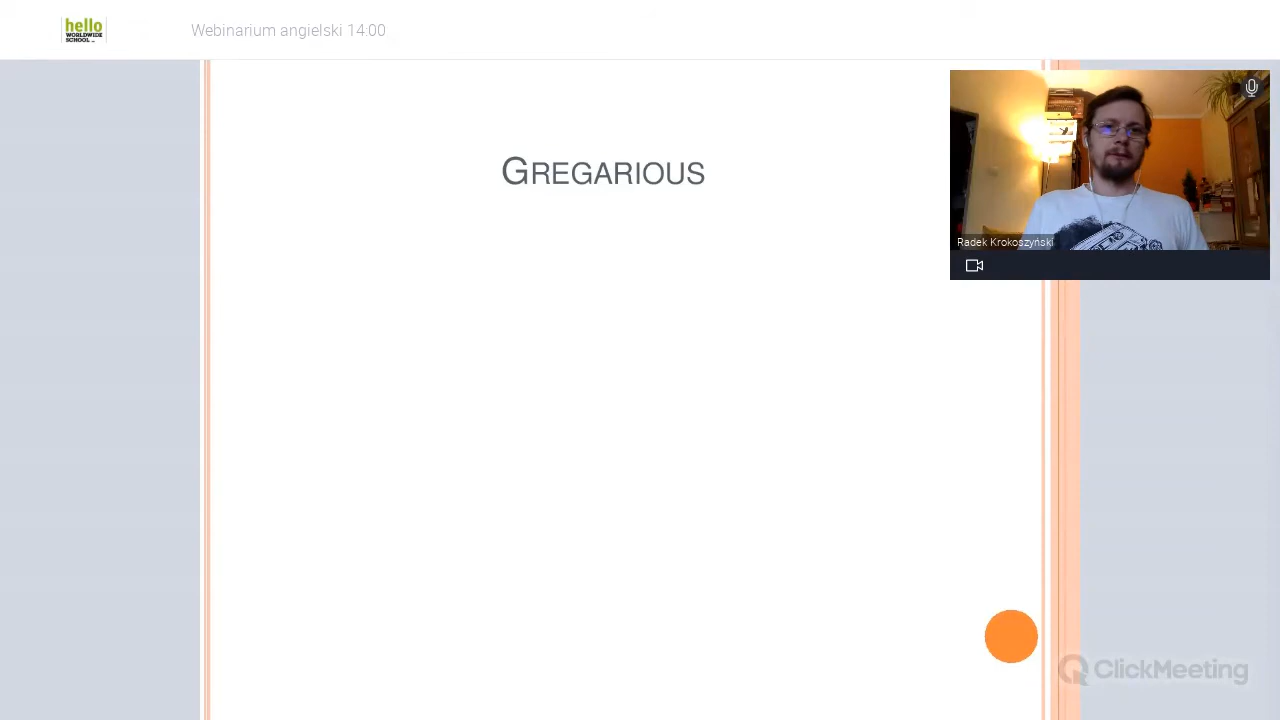 hello
WORLDWIDE
SCHOOL
Webinarium angielski 14:00
GREGARIOUS
Radek Krokoszyński
ClickMeeting